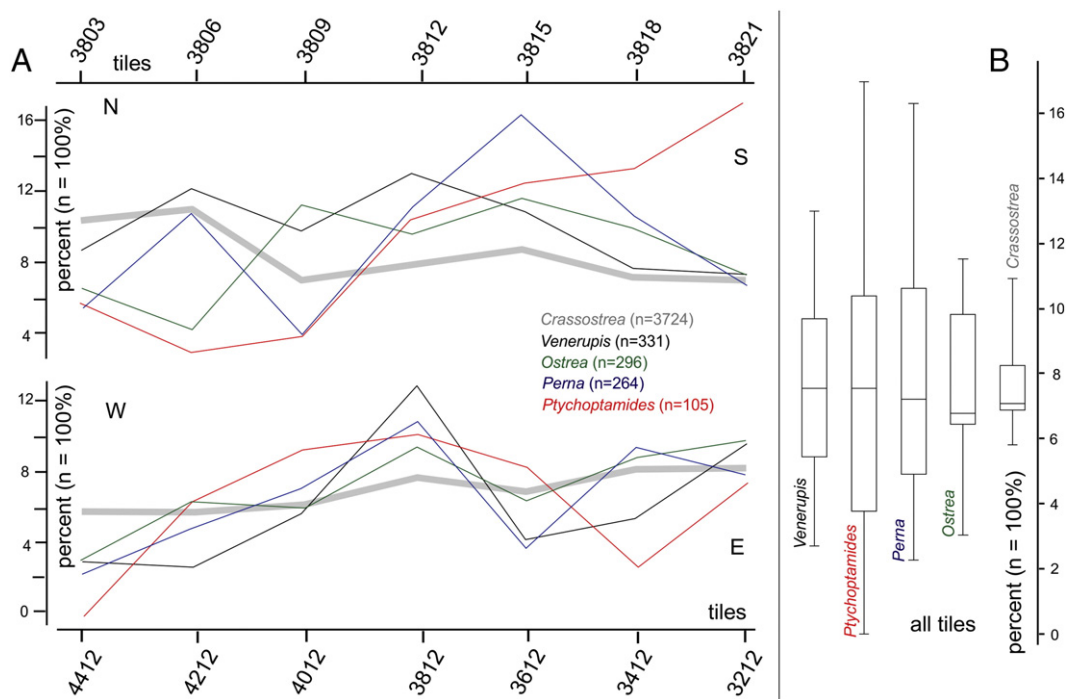 A
3803
3806
3809
3812
3815
3818
3821
tiles
N
S
percent (n = 100%)
16
12
8
4
Crassostrea (n=3724)
Venerupis (n=331)
Ostrea (n=296)
Perna (n=264)
Ptychoptamides (n=105)
W
E
percent (n = 100%)
12
8
4
0
tiles
4412
4212
4012
3812
3612
3412
3212
B
Venerupis
Ptychoptamides
Perna
Ostrea
Crassostrea
all tiles
percent (n = 100%)
16
14
12
10
8
6
4
2
0